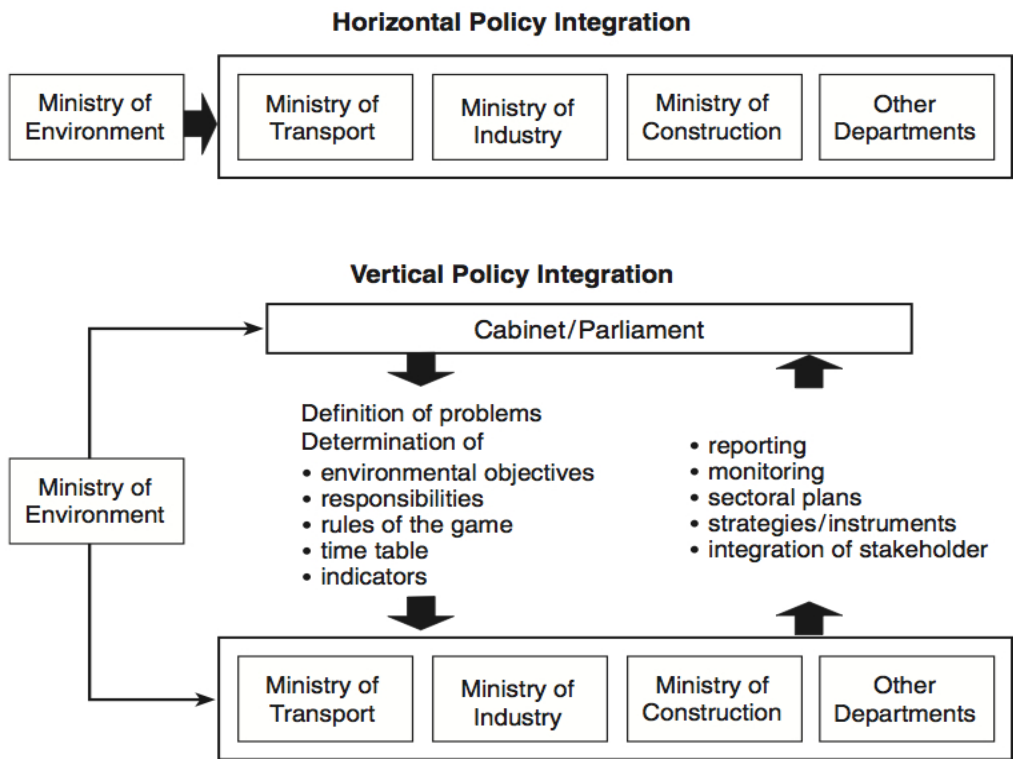 Horizontal Policy Integration
Ministry of
Environment
Ministry of
Transport
Ministry of
Industry
Ministry of
Construction
Other
Departments
Vertical Policy Integration
Cabinet/Parliament
Definition of problems
Determination of
• environmental objectives
• responsibilities
• rules of the game
• time table
• indicators
• reporting
• monitoring
• sectoral plans
• strategies/instruments
• integration of stakeholder
Ministry of
Environment
Ministry of
Transport
Ministry of
Industry
Ministry of
Construction
Other
Departments